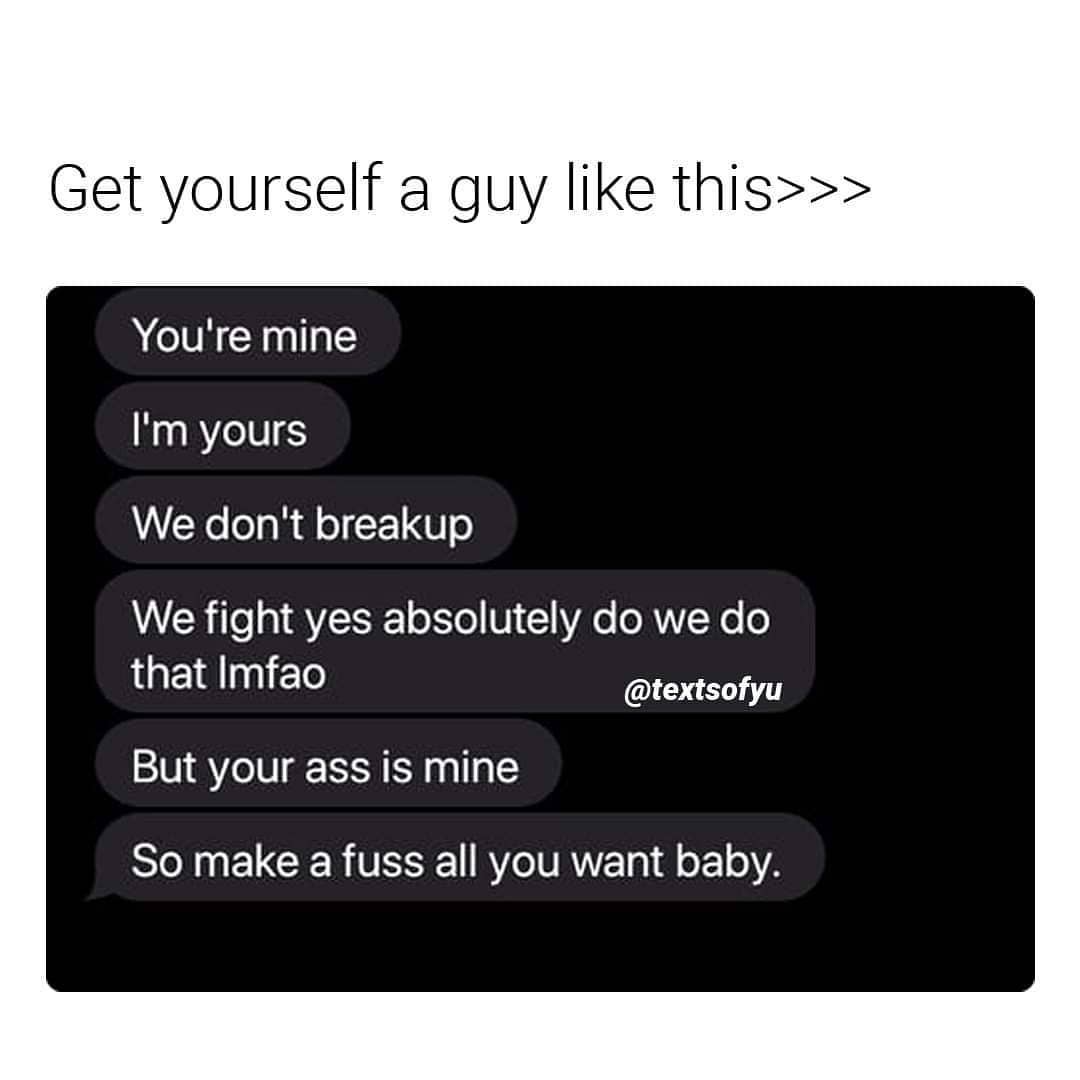 Get yourself a guy like this>>>
You're mine
I'm yours
We don't breakup
We fight yes absolutely do we do
that lmfao
@textsofyu
But your ass is mine
So make a fuss all you want baby.